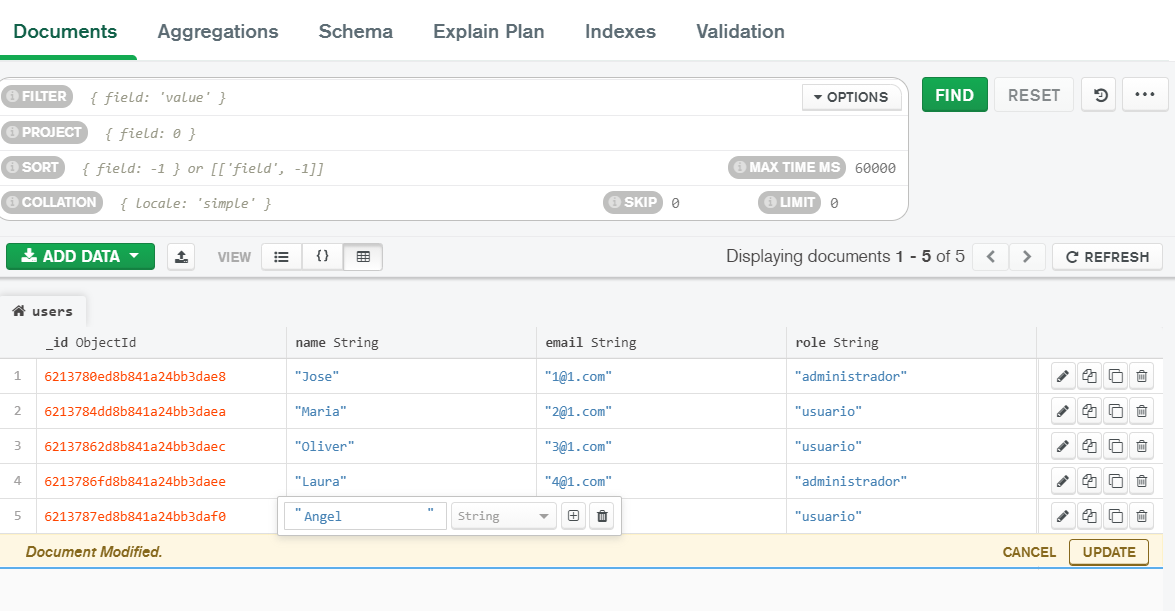 Documents Aggregations Schema Explain Plan Indexes Validation
FILTER { field: 'value' } OPTIONS FIND RESET
PROJECT { field: 0 }
SORT { field: -1 } or [['field', -1]] MAX TIME MS 60000
COLLATION { locale: 'simple' } SKIP 0 LIMIT 0
ADD DATA VIEW {} Displaying documents 1 - 5 of 5 REFRESH
users
_id ObjectId name String email String role String
1 6213780ed8b841a24bb3dae8 "Jose" "1@1.com" "administrador"
2 6213784dd8b841a24bb3daea "Maria" "2@1.com" "usuario"
3 62137862d8b841a24bb3daec "Oliver" "3@1.com" "usuario"
4 6213786fd8b841a24bb3daee "Laura" "4@1.com" "administrador"
5 6213787ed8b841a24bb3daf0 "Angel " String "usuario"
Document Modified. CANCEL UPDATE